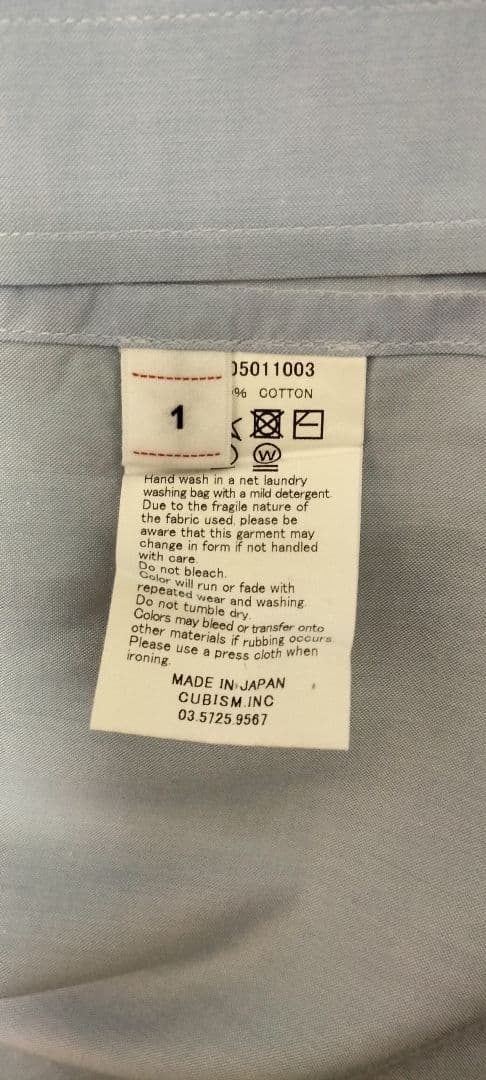 1
05011003
% COTTON
W
Hand wash in a net laundry
washing bag with a mild detergent.
Due to the fragile nature of
the fabric used, please be
aware that this garment may
change in form if not handled
with care.
Do not bleach.
Color will run or fade with
repeated wear and washing.
Do not tumble dry.
Colors may bleed or transfer onto
other materials if rubbing occurs.
Please use a press cloth when
ironing.
MADE IN JAPAN
CUBISM.INC
03.5725.9567